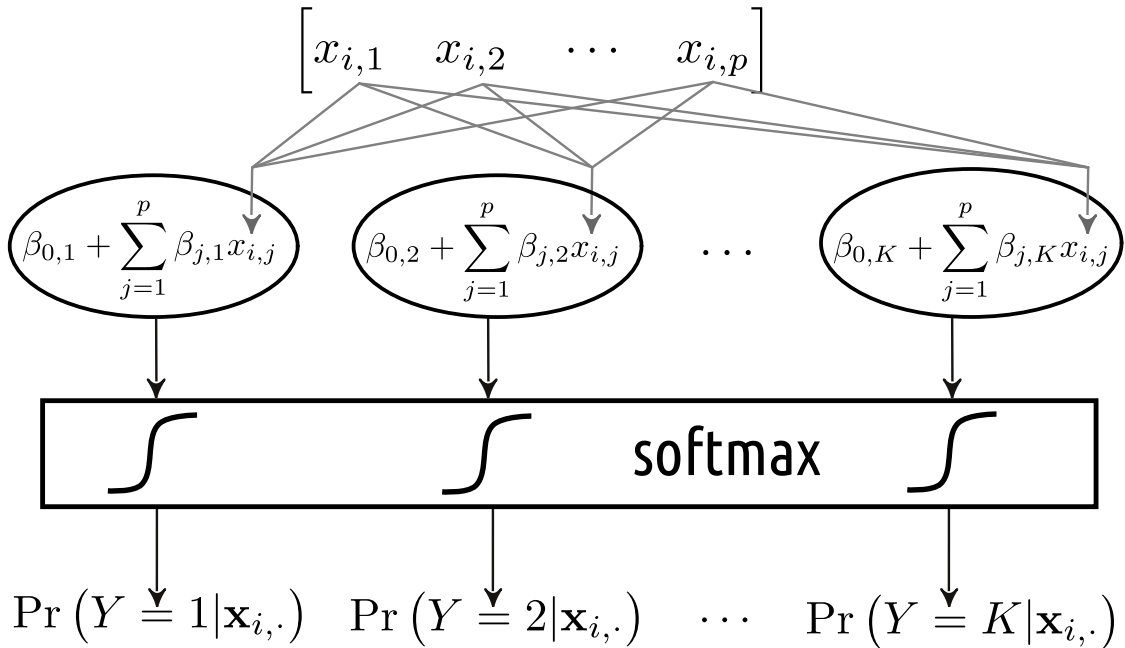 [x_{i,1} x_{i,2} ⋯ x_{i,p}]
β_{0,1} + ∑_{j=1}^{p} β_{j,1}x_{i,j} β_{0,2} + ∑_{j=1}^{p} β_{j,2}x_{i,j} ⋯ β_{0,K} + ∑_{j=1}^{p} β_{j,K}x_{i,j}
softmax
Pr (Y = 1|𝐱_{i,·}) Pr (Y = 2|𝐱_{i,·}) ⋯ Pr (Y = K|𝐱_{i,·})